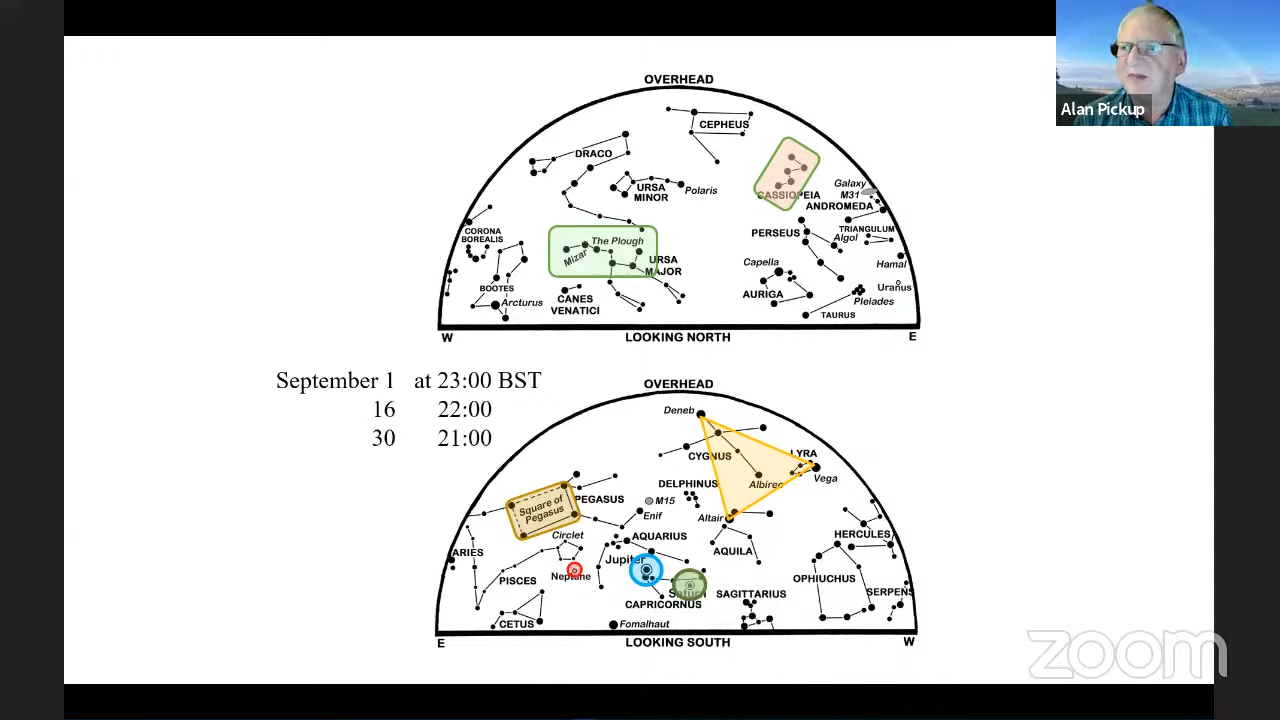 Alan Pickup
OVERHEAD
CEPHEUS
DRACO
URSA
MINOR
Polaris
CASSIOPEIA
Galaxy
M31
ANDROMEDA
CORONA
BOREALIS
The Plough
Mizar
URSA
MAJOR
PERSEUS
TRIANGULUM
Algol
Capella
Hamal
BOOTES
Arcturus
CANES
VENATICI
AURIGA
Uranus
Pleiades
TAURUS
W
LOOKING NORTH
E
September 1 at 23:00 BST
16 22:00
30 21:00
OVERHEAD
Deneb
CYGNUS
LYRA
Vega
Albireo
DELPHINUS
PEGASUS
M15
Square of
Pegasus
Enif
Altair
Circlet
AQUARIUS
HERCULES
ARIES
Jupiter
AQUILA
PISCES
Neptune
OPHIUCHUS
Saturn
SAGITTARIUS
SERPENS
CAPRICORNUS
CETUS
Fomalhaut
E
LOOKING SOUTH
W
zoom